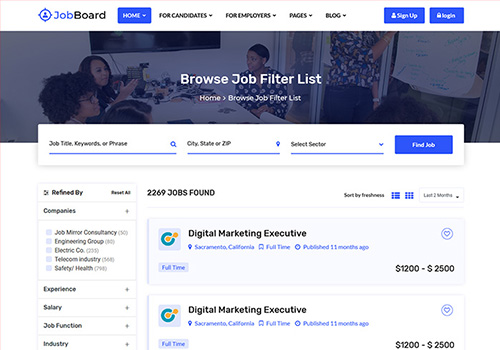 JobBoard
HOME FOR CANDIDATES FOR EMPLOYERS PAGES BLOG Sign Up login
Browse Job Filter List
Home > Browse Job Filter List
Job Title, Keywords, or Phrase City, State or ZIP Select Sector Find Job
Refined By Reset All
Companies +
Job Mirror Consultancy (50)
Engineering Group (80)
Electric Co. (235)
Telecom industry (568)
Safety/ Health (798)
Experience +
Salary +
Job Function +
Industry +
2269 JOBS FOUND Sort by freshness Last 2 Months
Digital Marketing Executive
Sacramento, California Full Time Published 11 months ago
Full Time $1200 - $ 2500
Digital Marketing Executive
Sacramento, California Full Time Published 11 months ago
Full Time $1200 - $ 2500